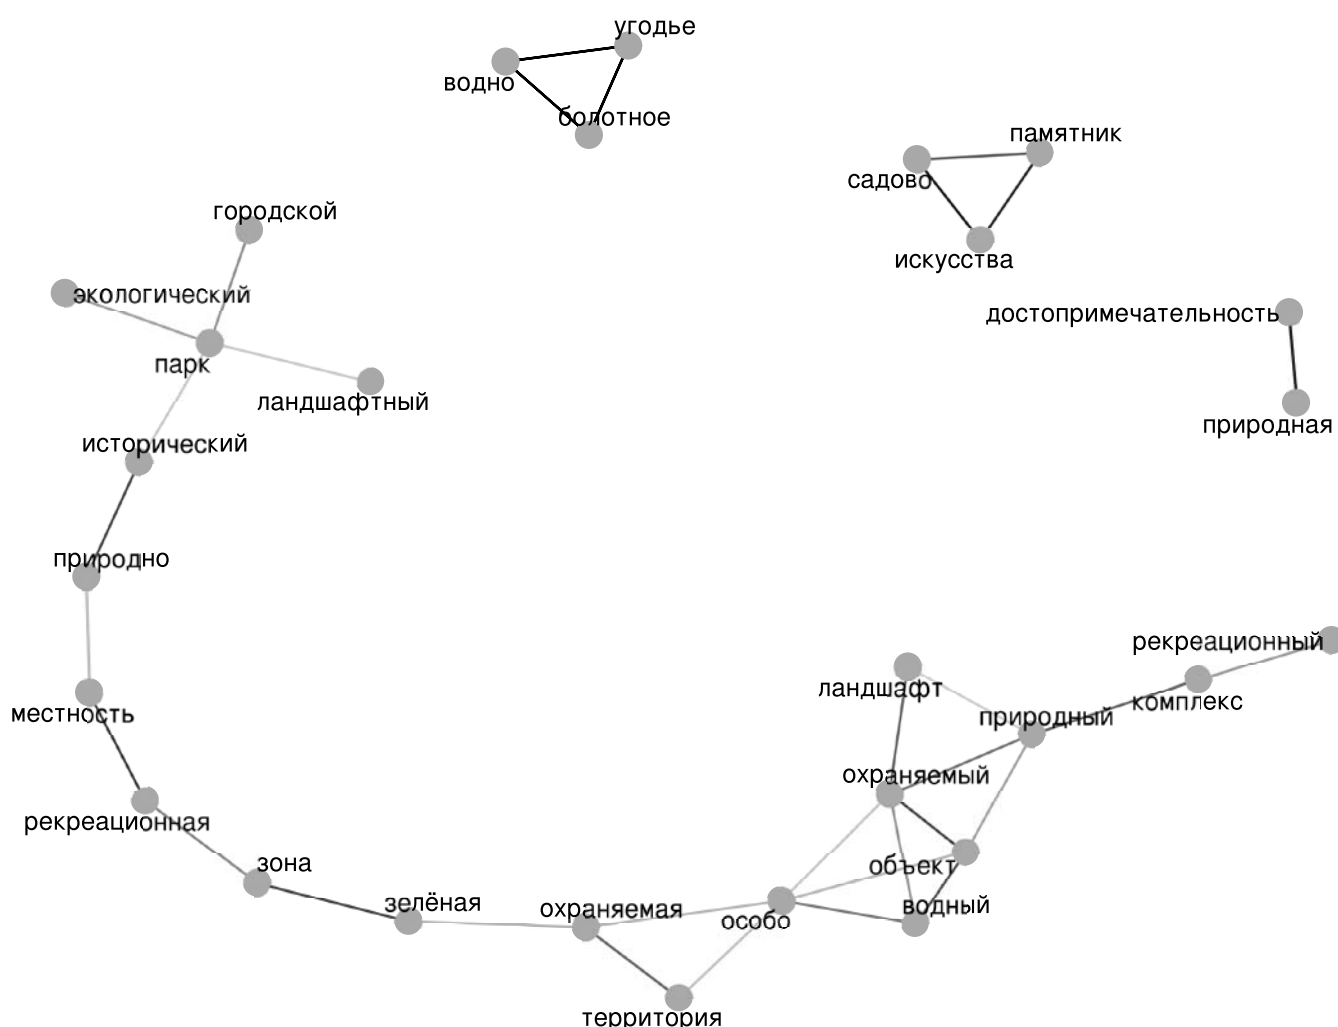 угодье
водно
болотное
памятник
садово
искусства
городской
экологический
достопримечательность
парк
ландшафтный
природная
исторический
природно
рекреационный
ландшафт
комплекс
местность
природный
охраняемый
рекреационная
зона
объект
зелёная
охраняемая
водный
особо
территория